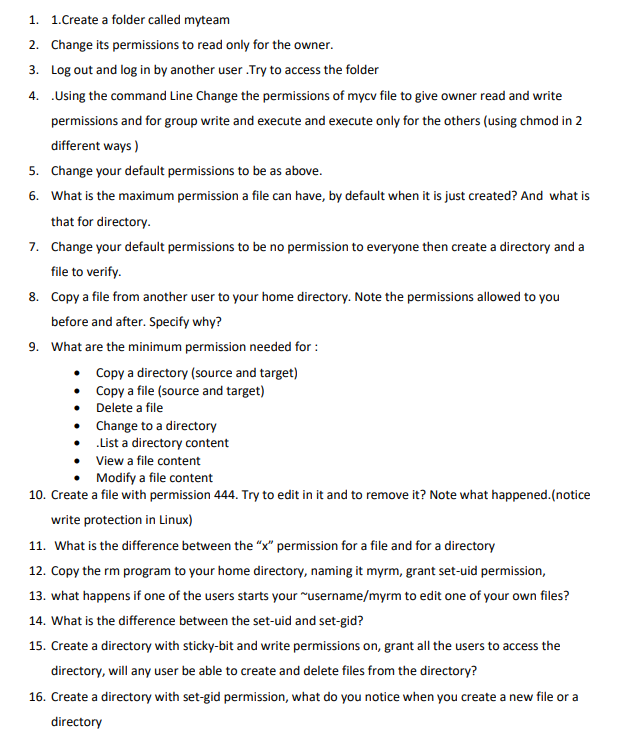 1. 1.Create a folder called myteam
2. Change its permissions to read only for the owner.
3. Log out and log in by another user .Try to access the folder
4. .Using the command Line Change the permissions of mycv file to give owner read and write
permissions and for group write and execute and execute only for the others (using chmod in 2
different ways )
5. Change your default permissions to be as above.
6. What is the maximum permission a file can have, by default when it is just created? And what is
that for directory.
7. Change your default permissions to be no permission to everyone then create a directory and a
file to verify.
8. Copy a file from another user to your home directory. Note the permissions allowed to you
before and after. Specify why?
9. What are the minimum permission needed for :
• Copy a directory (source and target)
• Copy a file (source and target)
• Delete a file
• Change to a directory
• .List a directory content
• View a file content
• Modify a file content
10. Create a file with permission 444. Try to edit in it and to remove it? Note what happened.(notice
write protection in Linux)
11. What is the difference between the “x” permission for a file and for a directory
12. Copy the rm program to your home directory, naming it myrm, grant set-uid permission,
13. what happens if one of the users starts your ~username/myrm to edit one of your own files?
14. What is the difference between the set-uid and set-gid?
15. Create a directory with sticky-bit and write permissions on, grant all the users to access the
directory, will any user be able to create and delete files from the directory?
16. Create a directory with set-gid permission, what do you notice when you create a new file or a
directory